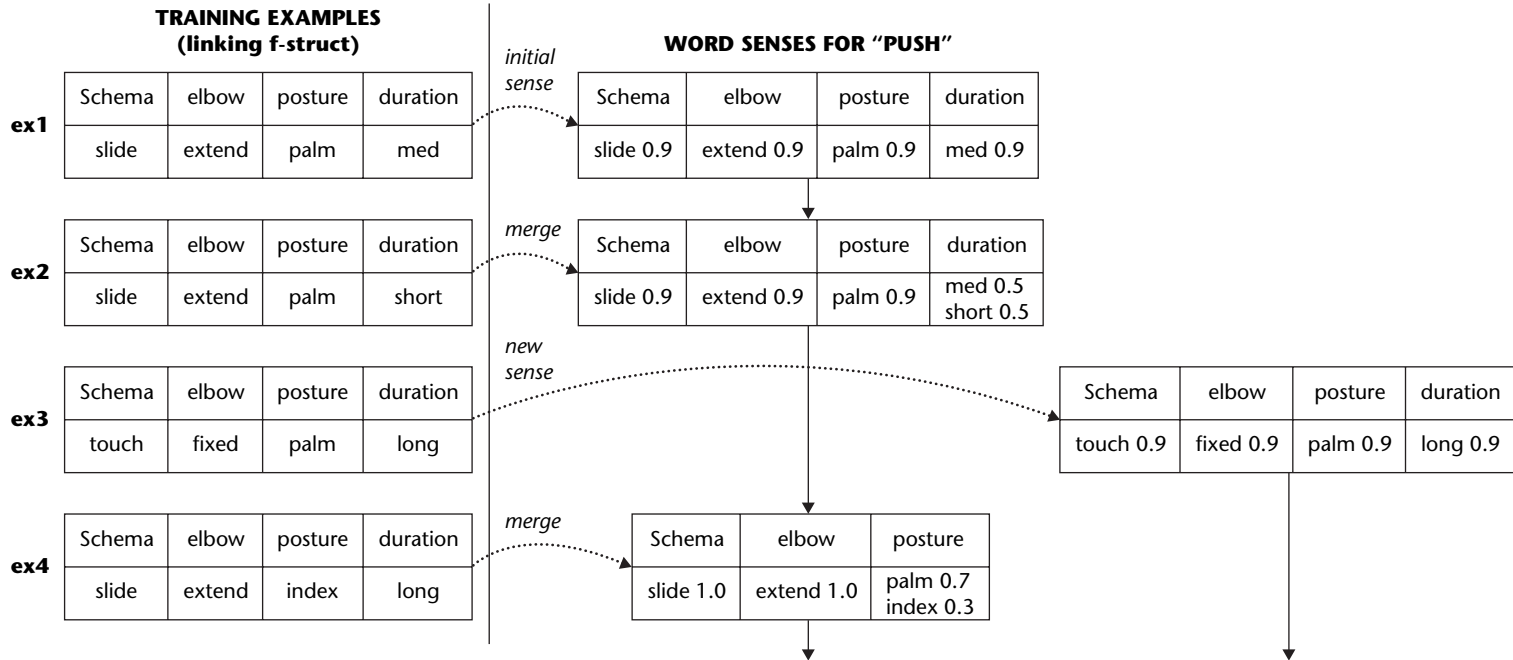 TRAINING EXAMPLES
(linking f-struct)
WORD SENSES FOR “PUSH”
ex1
Schema elbow posture duration
slide extend palm med
initial
sense
Schema elbow posture duration
slide 0.9 extend 0.9 palm 0.9 med 0.9
ex2
Schema elbow posture duration
slide extend palm short
merge
Schema elbow posture duration
slide 0.9 extend 0.9 palm 0.9 med 0.5
short 0.5
ex3
Schema elbow posture duration
touch fixed palm long
new
sense
Schema elbow posture duration
touch 0.9 fixed 0.9 palm 0.9 long 0.9
ex4
Schema elbow posture duration
slide extend index long
merge
Schema elbow posture
slide 1.0 extend 1.0 palm 0.7
index 0.3